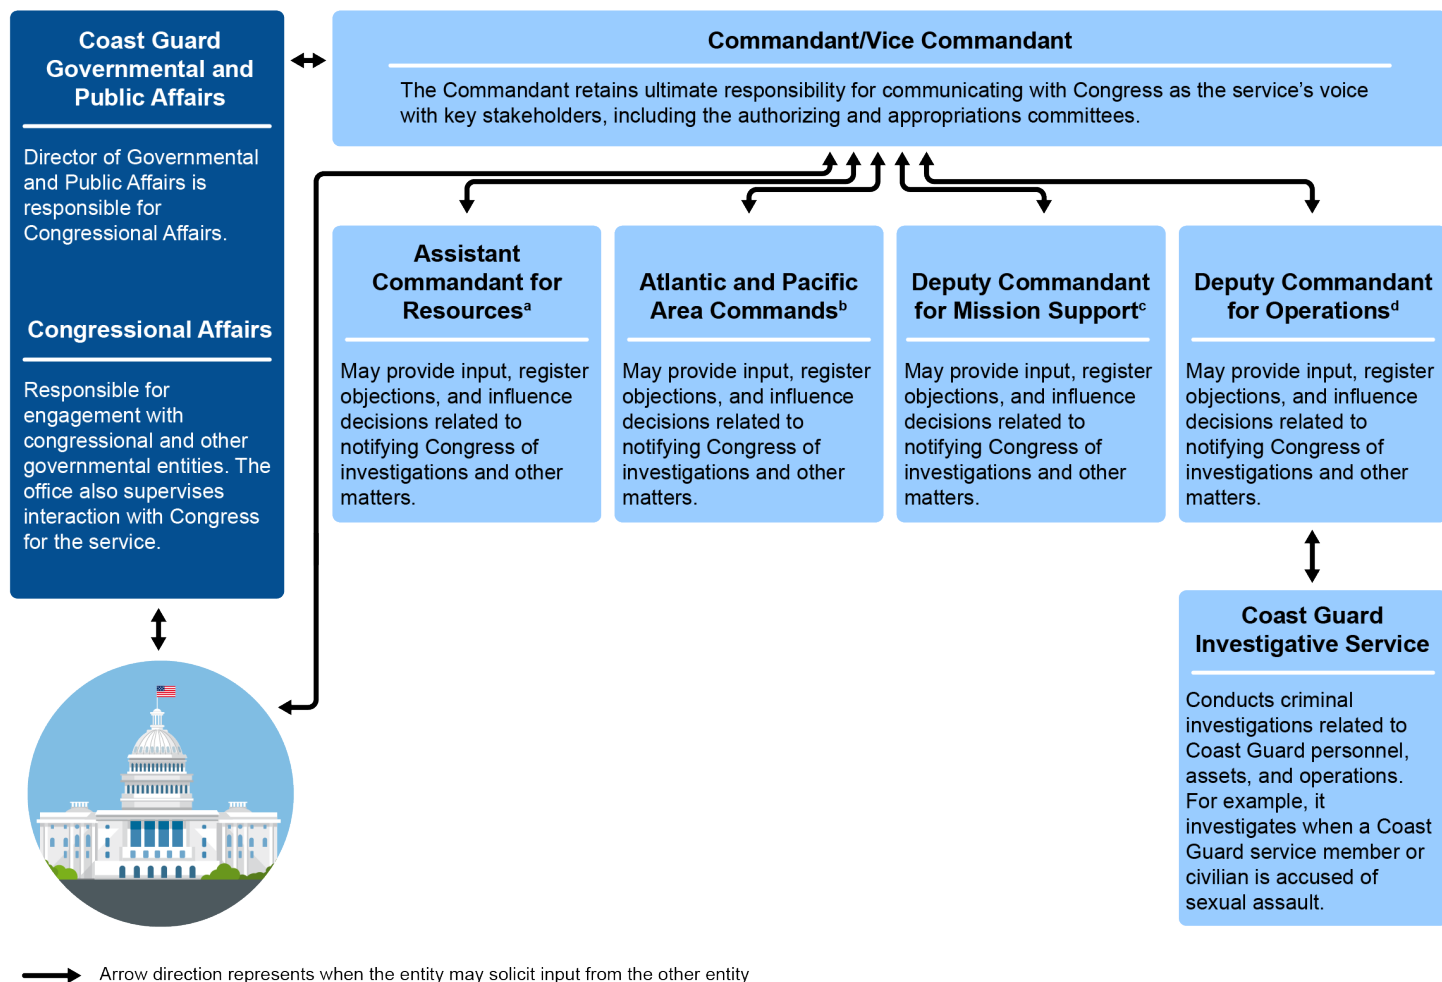 Coast Guard
Governmental and
Public Affairs
Director of Governmental
and Public Affairs is
responsible for
Congressional Affairs.
Congressional Affairs
Responsible for
engagement with
congressional and other
governmental entities. The
office also supervises
interaction with Congress
for the service.
Commandant/Vice Commandant
The Commandant retains ultimate responsibility for communicating with Congress as the service’s voice
with key stakeholders, including the authorizing and appropriations committees.
Assistant
Commandant for
Resourcesᵃ
May provide input, register
objections, and influence
decisions related to
notifying Congress of
investigations and other
matters.
Atlantic and Pacific
Area Commandsᵇ
May provide input, register
objections, and influence
decisions related to
notifying Congress of
investigations and other
matters.
Deputy Commandant
for Mission Supportᶜ
May provide input, register
objections, and influence
decisions related to
notifying Congress of
investigations and other
matters.
Deputy Commandant
for Operationsᵈ
May provide input, register
objections, and influence
decisions related to
notifying Congress of
investigations and other
matters.
Coast Guard
Investigative Service
Conducts criminal
investigations related to
Coast Guard personnel,
assets, and operations.
For example, it
investigates when a Coast
Guard service member or
civilian is accused of
sexual assault.
Arrow direction represents when the entity may solicit input from the other entity